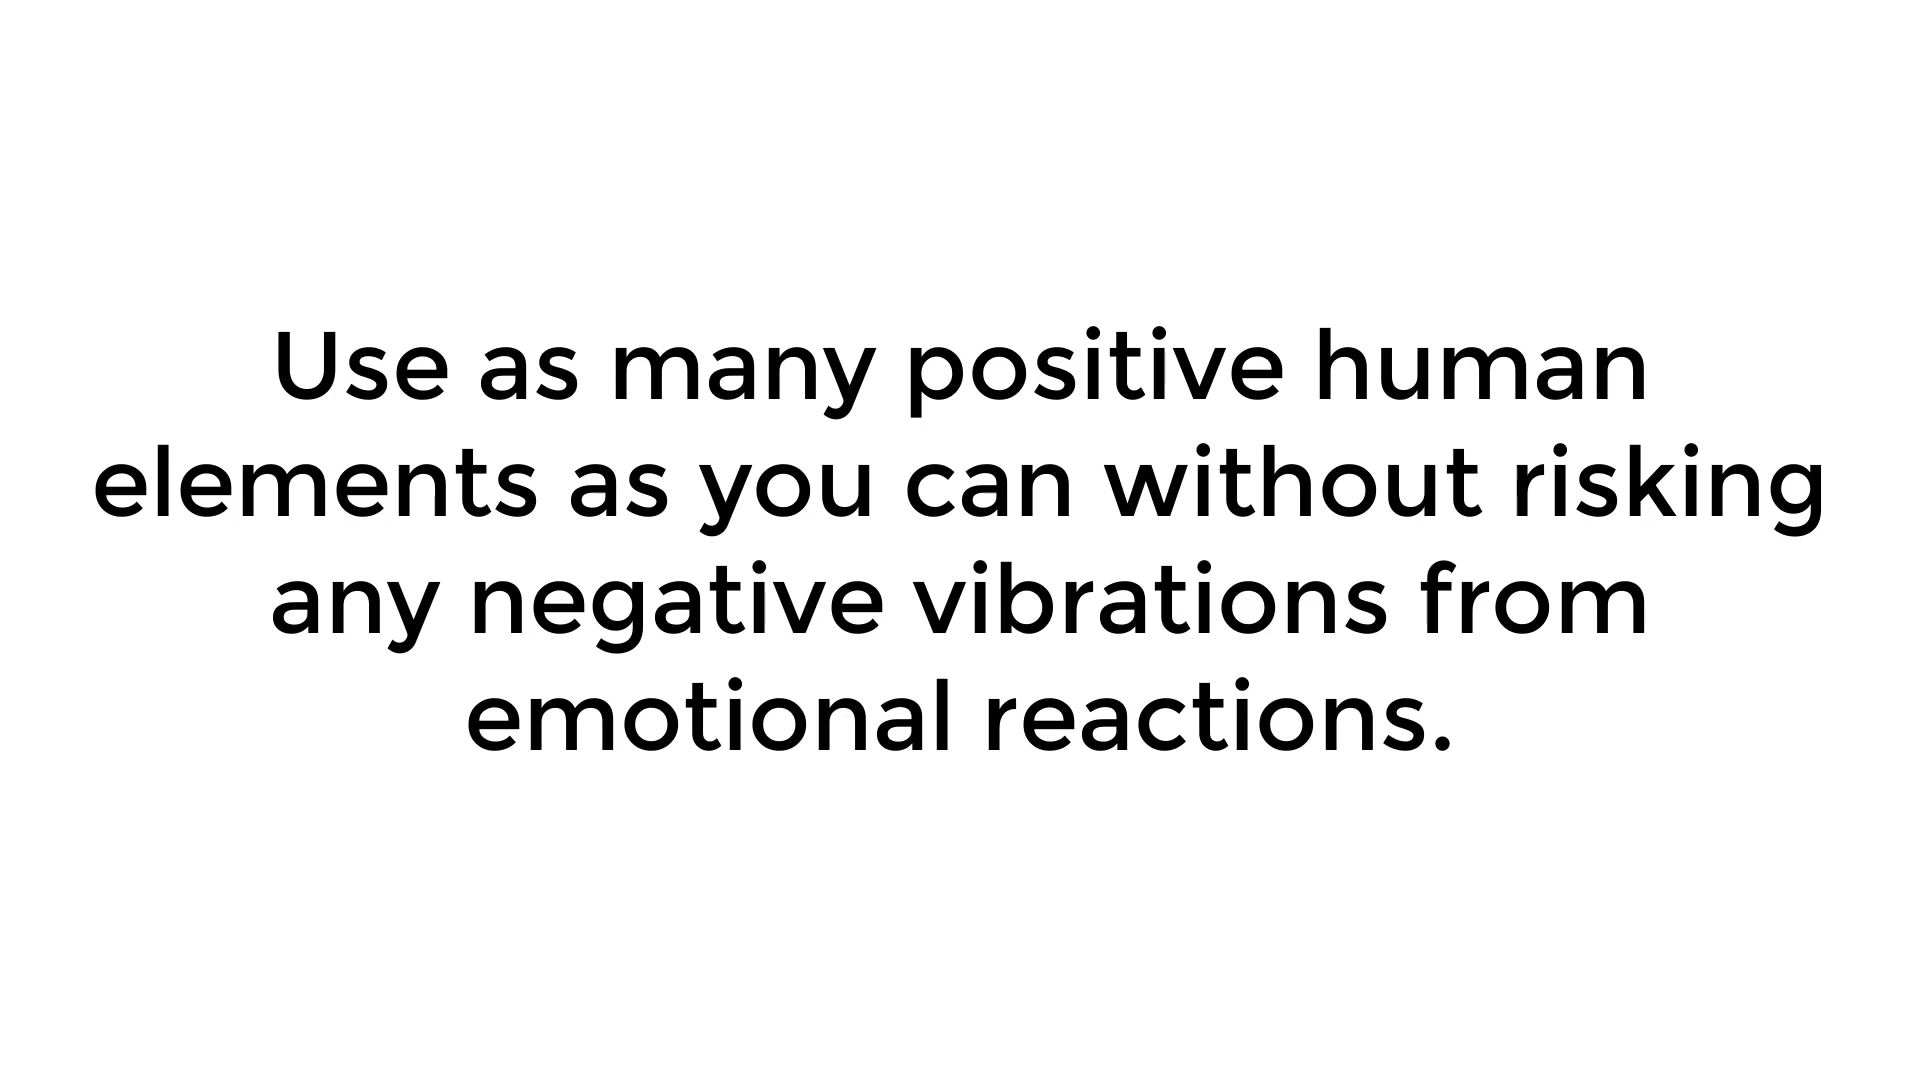 Use as many positive human
elements as you can without risking
any negative vibrations from
emotional reactions.